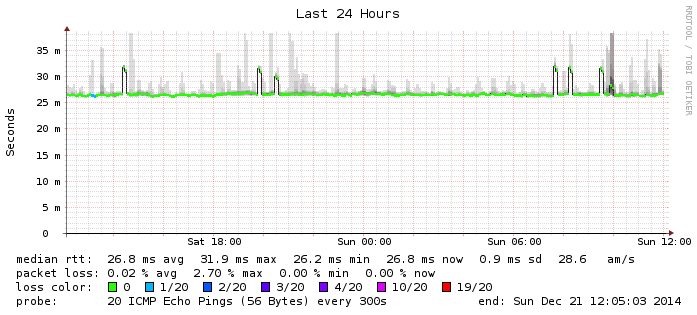 Last 24 Hours
RRDTOOL / TOBI OETIKER
Seconds
35 m
30 m
25 m
20 m
15 m
10 m
5 m
0
Sat 18:00 Sun 00:00 Sun 06:00 Sun 12:00
median rtt: 26.8 ms avg 31.9 ms max 26.2 ms min 26.8 ms now 0.9 ms sd 28.6 am/s
packet loss: 0.02 % avg 2.70 % max 0.00 % min 0.00 % now
loss color: 0 1/20 2/20 3/20 4/20 10/20 19/20
probe: 20 ICMP Echo Pings (56 Bytes) every 300s end: Sun Dec 21 12:05:03 2014